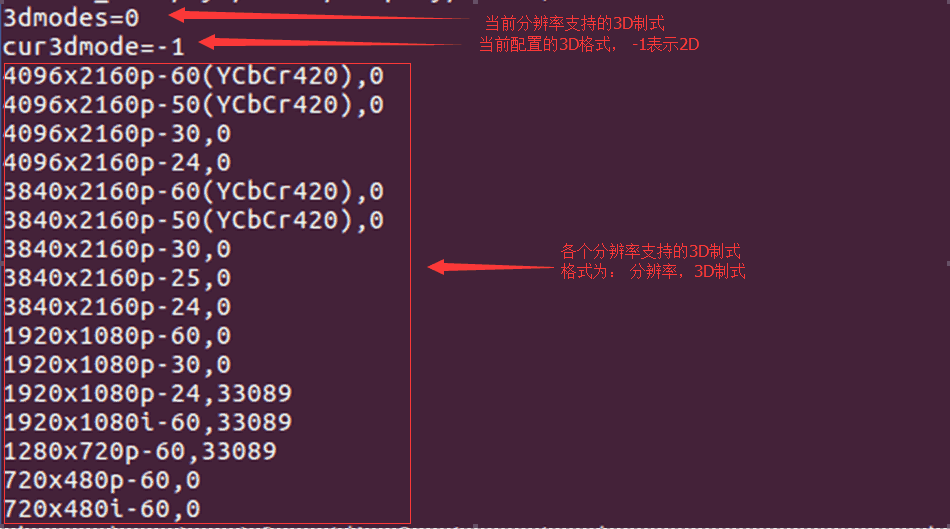 3dmodes=0
当前分辨率支持的3D制式
cur3dmode=-1
当前配置的3D格式， -1表示2D
4096x2160p-60(YCbCr420),0
4096x2160p-50(YCbCr420),0
4096x2160p-30,0
4096x2160p-24,0
3840x2160p-60(YCbCr420),0
3840x2160p-50(YCbCr420),0
3840x2160p-30,0
3840x2160p-25,0
3840x2160p-24,0
1920x1080p-60,0
1920x1080p-30,0
1920x1080p-24,33089
1920x1080i-60,33089
1280x720p-60,33089
720x480p-60,0
720x480i-60,0
各个分辨率支持的3D制式
格式为： 分辨率，3D制式